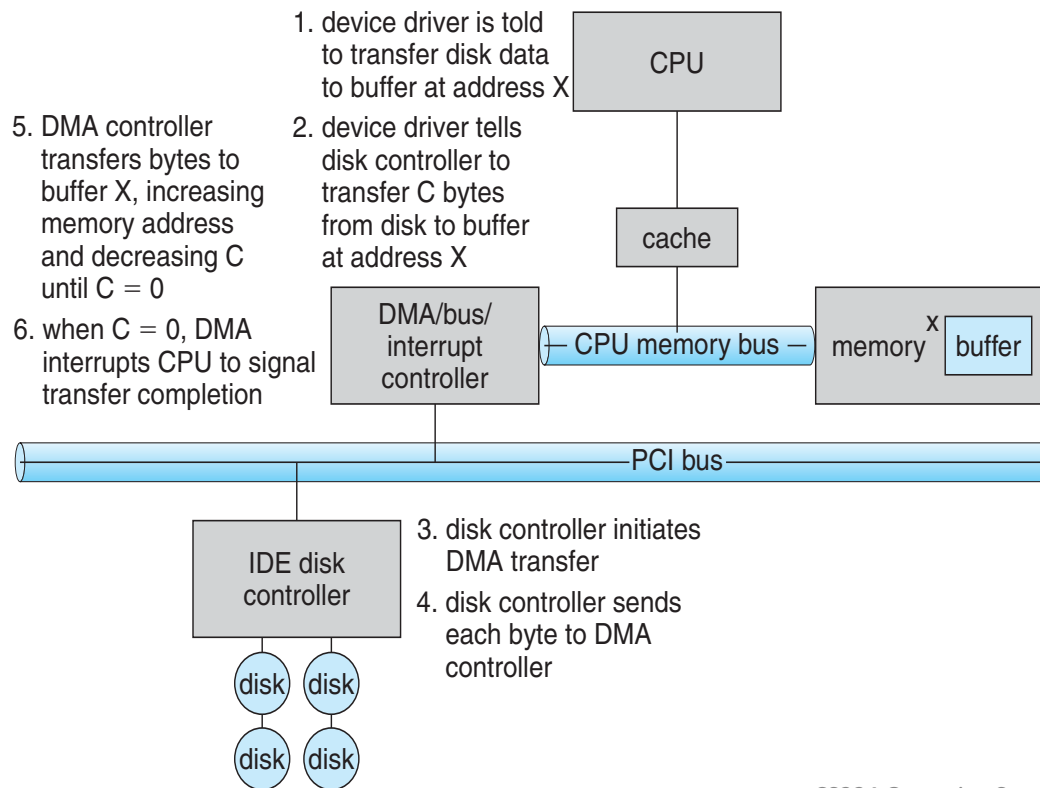 1. device driver is told
to transfer disk data
to buffer at address X
CPU
5. DMA controller
transfers bytes to
buffer X, increasing
memory address
and decreasing C
until C = 0
2. device driver tells
disk controller to
transfer C bytes
from disk to buffer
at address X
cache
6. when C = 0, DMA
interrupts CPU to signal
transfer completion
DMA/bus/
interrupt
controller
CPU memory bus
memory
x
buffer
PCI bus
IDE disk
controller
3. disk controller initiates
DMA transfer
4. disk controller sends
each byte to DMA
controller
disk disk
disk disk